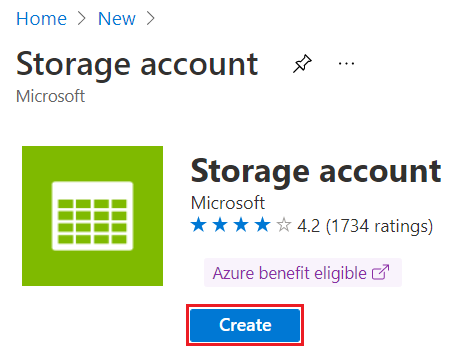 Home > New >
Storage account
Microsoft
Storage account
Microsoft
4.2 (1734 ratings)
Azure benefit eligible
Create